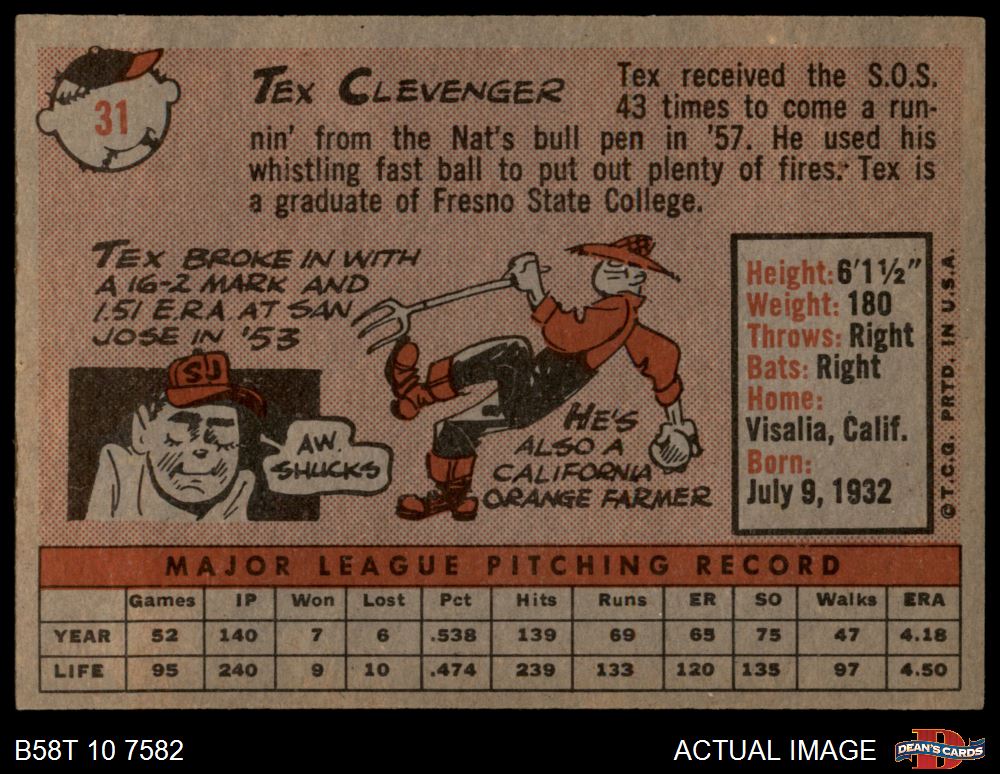 31
TEX CLEVENGER
Tex received the S.O.S.
43 times to come a run-
nin' from the Nat's bull pen in '57. He used his
whistling fast ball to put out plenty of fires. Tex is
a graduate of Fresno State College.
TEX BROKE IN WITH
A 16-2 MARK AND
1.51 E.R.A. AT SAN
JOSE IN '53
SJ
AW.
SHUCKS
HE'S
ALSO A
CALIFORNIA
ORANGE FARMER
Height: 6'1½"
Weight: 180
Throws: Right
Bats: Right
Home:
Visalia, Calif.
Born:
July 9, 1932
© T.C.G. PRTD. IN U.S.A.
MAJOR LEAGUE PITCHING RECORD
Games IP Won Lost Pct Hits Runs ER SO Walks ERA
YEAR 52 140 7 6 .538 139 69 65 75 47 4.18
LIFE 95 240 9 10 .474 239 133 120 135 97 4.50
B58T 10 7582
ACTUAL IMAGE
D
DEAN'S CARDS